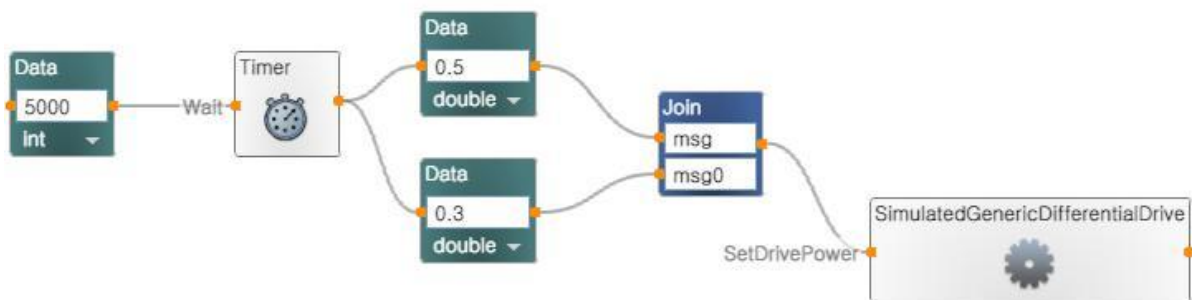 Data
5000
int
Wait
Timer
Data
0.5
double
Data
0.3
double
Join
msg
msg0
SetDrivePower
SimulatedGenericDifferentialDrive